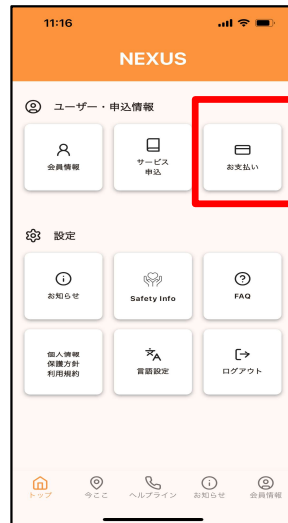 11:16
NEXUS
ユーザー・申込情報
会員情報
サービス
申込
お支払い
設定
お知らせ
Safety Info
FAQ
個人情報
保護方針
利用規約
言語設定
ログアウト
トップ
今ここ
ヘルプライン
お知らせ
会員情報